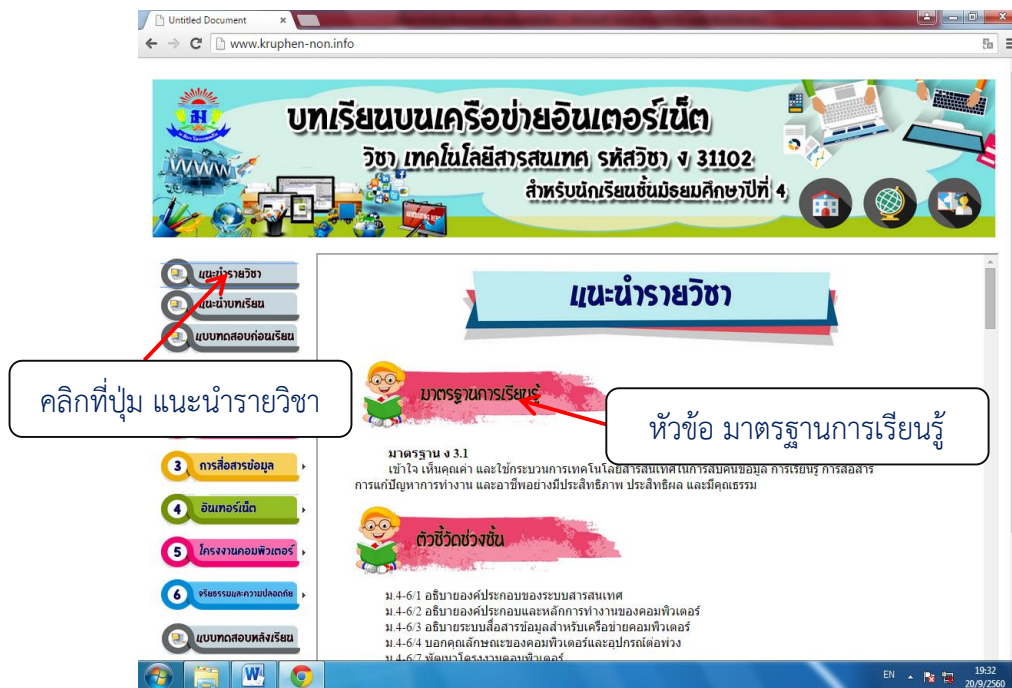 Untitled Document
www.kruphen-non.info
บทเรียนบนเครือข่ายอินเตอร์เน็ต
วิชา เทคโนโลยีสารสนเทศ รหัสวิชา ง 31102
สำหรับนักเรียนชั้นมัธยมศึกษาปีที่ 4
WWW
แนะนำรายวิชา
แนะนำบทเรียน
แบบทดสอบก่อนเรียน
แนะนำรายวิชา
คลิกที่ปุ่ม แนะนำรายวิชา
มาตรฐานการเรียนรู้
หัวข้อ มาตรฐานการเรียนรู้
มาตรฐาน ง 3.1
เข้าใจ เห็นคุณค่า และใช้กระบวนการเทคโนโลยีสารสนเทศในการสืบค้นข้อมูล การเรียนรู้ การสื่อสาร
การแก้ปัญหาการทำงาน และอาชีพอย่างมีประสิทธิภาพ ประสิทธิผล และมีคุณธรรม
3 การสื่อสารข้อมูล
4 อินเทอร์เน็ต
5 โครงงานคอมพิวเตอร์
6 จริยธรรมและความปลอดภัย
แบบทดสอบหลังเรียน
ตัวชี้วัดช่วงชั้น
ม.4-6/1 อธิบายองค์ประกอบของระบบสารสนเทศ
ม.4-6/2 อธิบายองค์ประกอบและหลักการทำงานของคอมพิวเตอร์
ม.4-6/3 อธิบายระบบสื่อสารข้อมูลสำหรับเครือข่ายคอมพิวเตอร์
ม.4-6/4 บอกคุณลักษณะของคอมพิวเตอร์และอุปกรณ์ต่อพ่วง
ม.4-6/7 พัฒนาโครงงานคอมพิวเตอร์
EN
19:32
20/9/2560